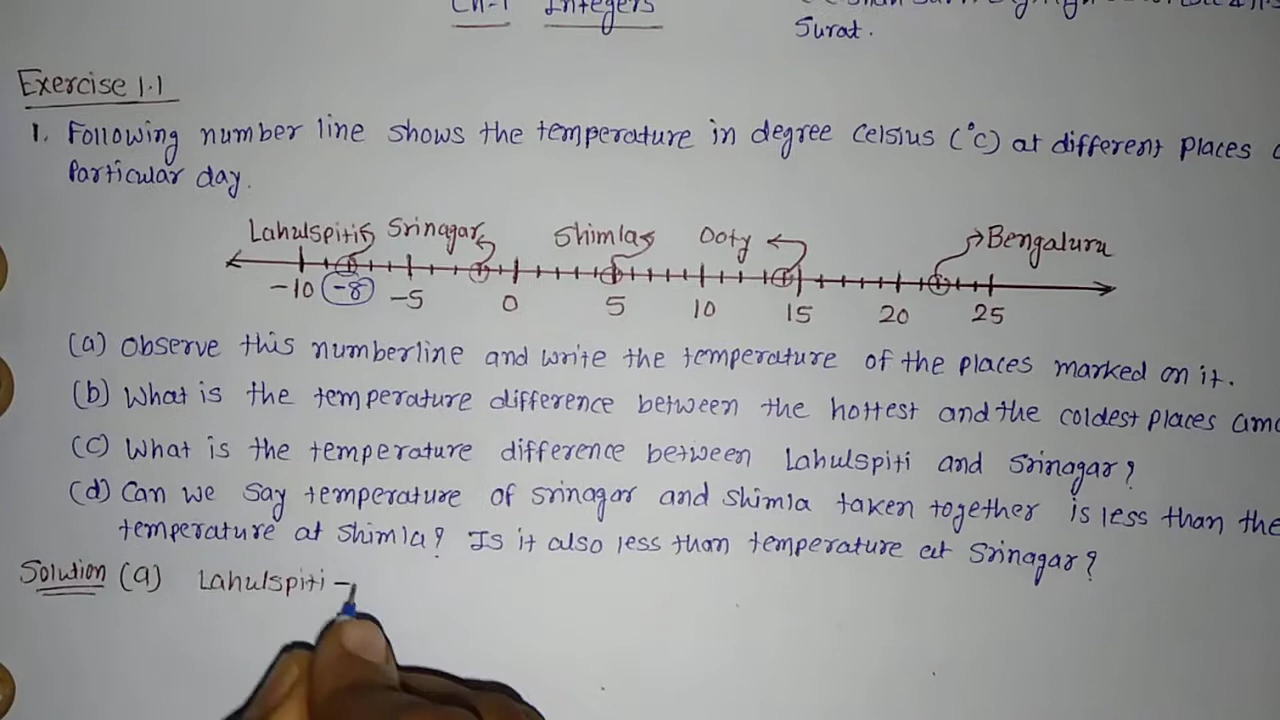 Ch-1 Integers
Surat.
Exercise 1.1
1. Following number line shows the temperature in degree Celsius (°C) at different places
Particular day.
Lahulspiti Srinagar Shimla Ooty Bengaluru
-10 -8 -5 0 5 10 15 20 25
(a) Observe this numberline and write the temperature of the places marked on it.
(b) What is the temperature difference between the hottest and the coldest places
(c) What is the temperature difference between Lahulspiti and Srinagar?
(d) Can we say temperature of srinagar and shimla taken together is less than the
temperature at shimla? Is it also less than temperature at Srinagar?
Solution (a) Lahulspiti -